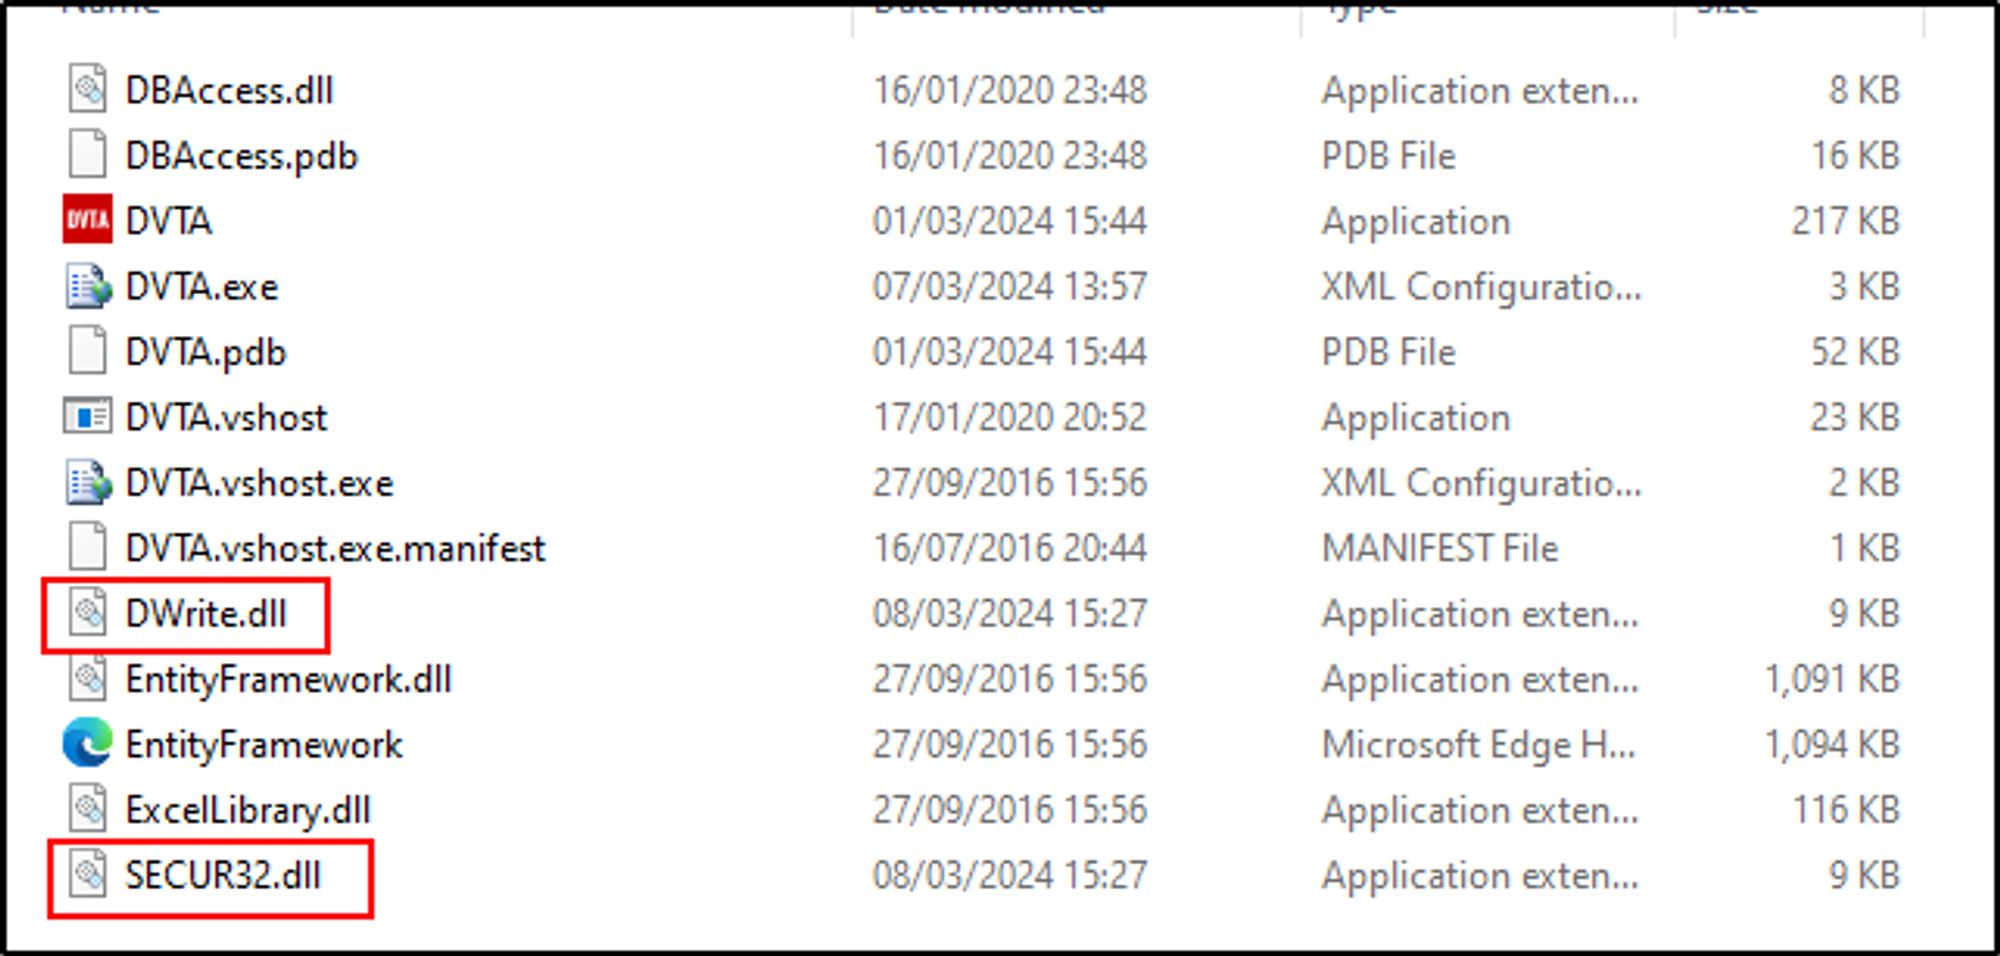 Name Date modified Type Size
DBAccess.dll 16/01/2020 23:48 Application exten... 8 KB
DBAccess.pdb 16/01/2020 23:48 PDB File 16 KB
DVTA DVTA 01/03/2024 15:44 Application 217 KB
DVTA.exe 07/03/2024 13:57 XML Configuratio... 3 KB
DVTA.pdb 01/03/2024 15:44 PDB File 52 KB
DVTA.vshost 17/01/2020 20:52 Application 23 KB
DVTA.vshost.exe 27/09/2016 15:56 XML Configuratio... 2 KB
DVTA.vshost.exe.manifest 16/07/2016 20:44 MANIFEST File 1 KB
DWrite.dll 08/03/2024 15:27 Application exten... 9 KB
EntityFramework.dll 27/09/2016 15:56 Application exten... 1,091 KB
EntityFramework 27/09/2016 15:56 Microsoft Edge H... 1,094 KB
ExcelLibrary.dll 27/09/2016 15:56 Application exten... 116 KB
SECUR32.dll 08/03/2024 15:27 Application exten... 9 KB